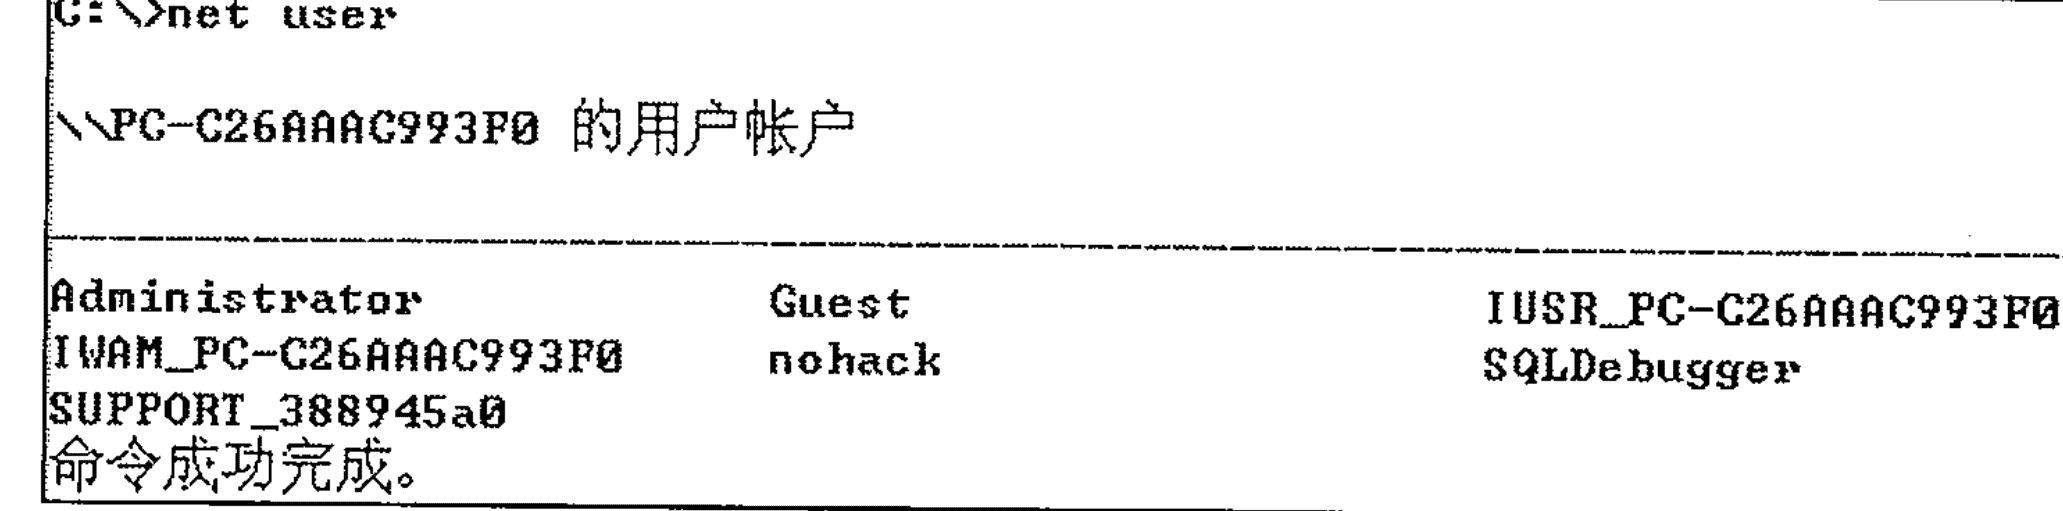 C:\>net user
\\PC-C26AAAC993F0 的用户帐户
-------------------------------------------------------------------------------
Administrator Guest IUSR_PC-C26AAAC993F0
IWAM_PC-C26AAAC993F0 nohack SQLDebugger
SUPPORT_388945a0
命令成功完成。